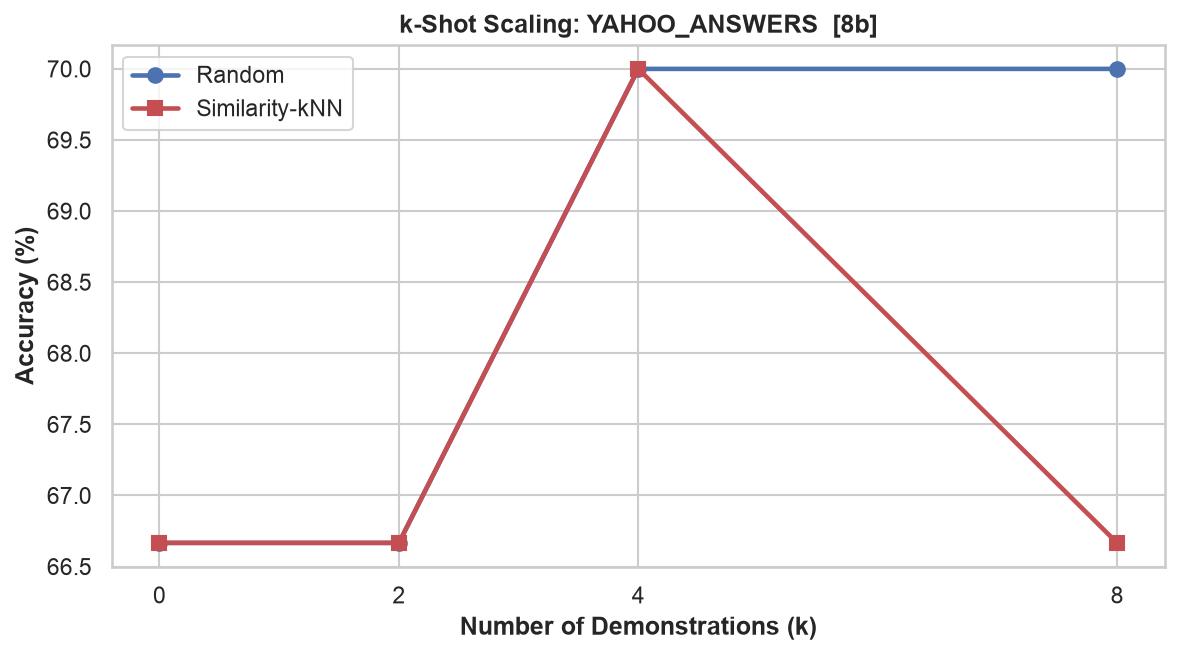 k-Shot Scaling: YAHOO_ANSWERS  [8b]
Random
Similarity-kNN
Accuracy (%)
70.0
69.5
69.0
68.5
68.0
67.5
67.0
66.5
0 2 4 8
Number of Demonstrations (k)